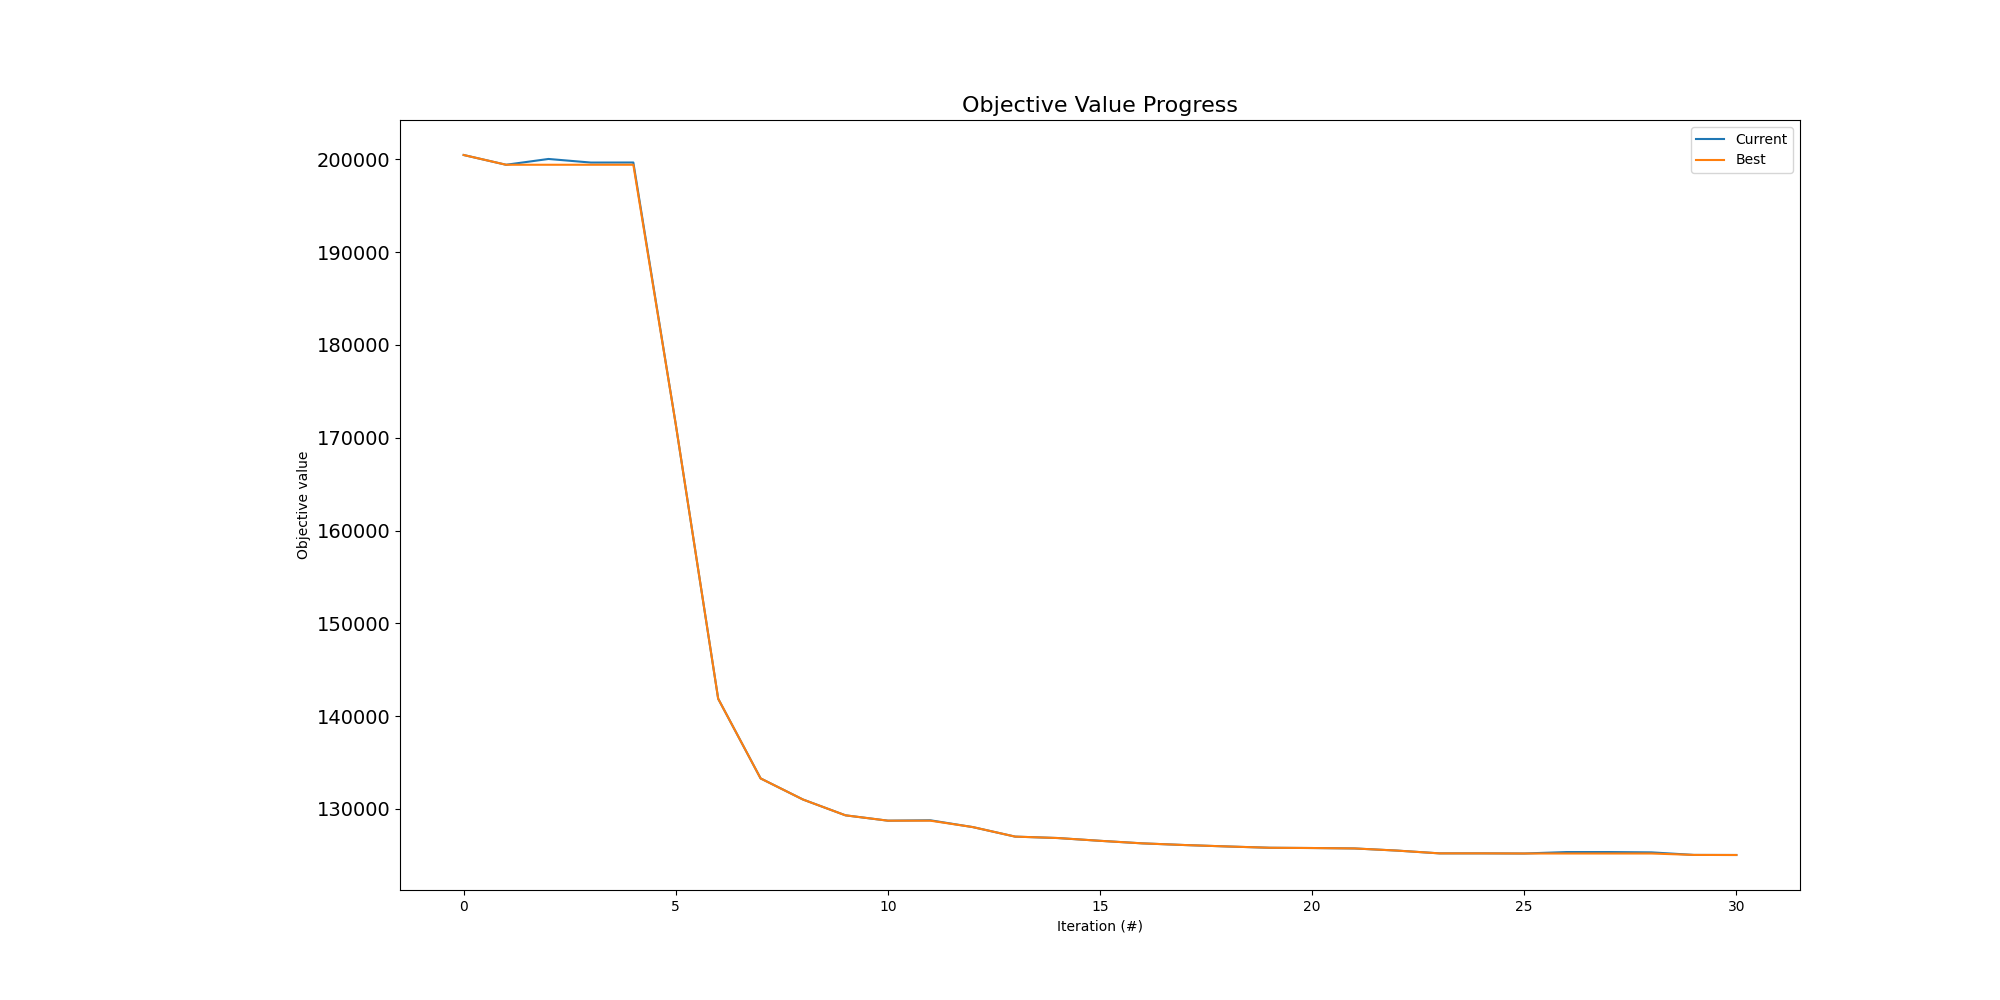 Objective Value Progress
Current
Best
200000
190000
180000
170000
160000
150000
140000
130000
Objective value
0 5 10 15 20 25 30
Iteration (#)